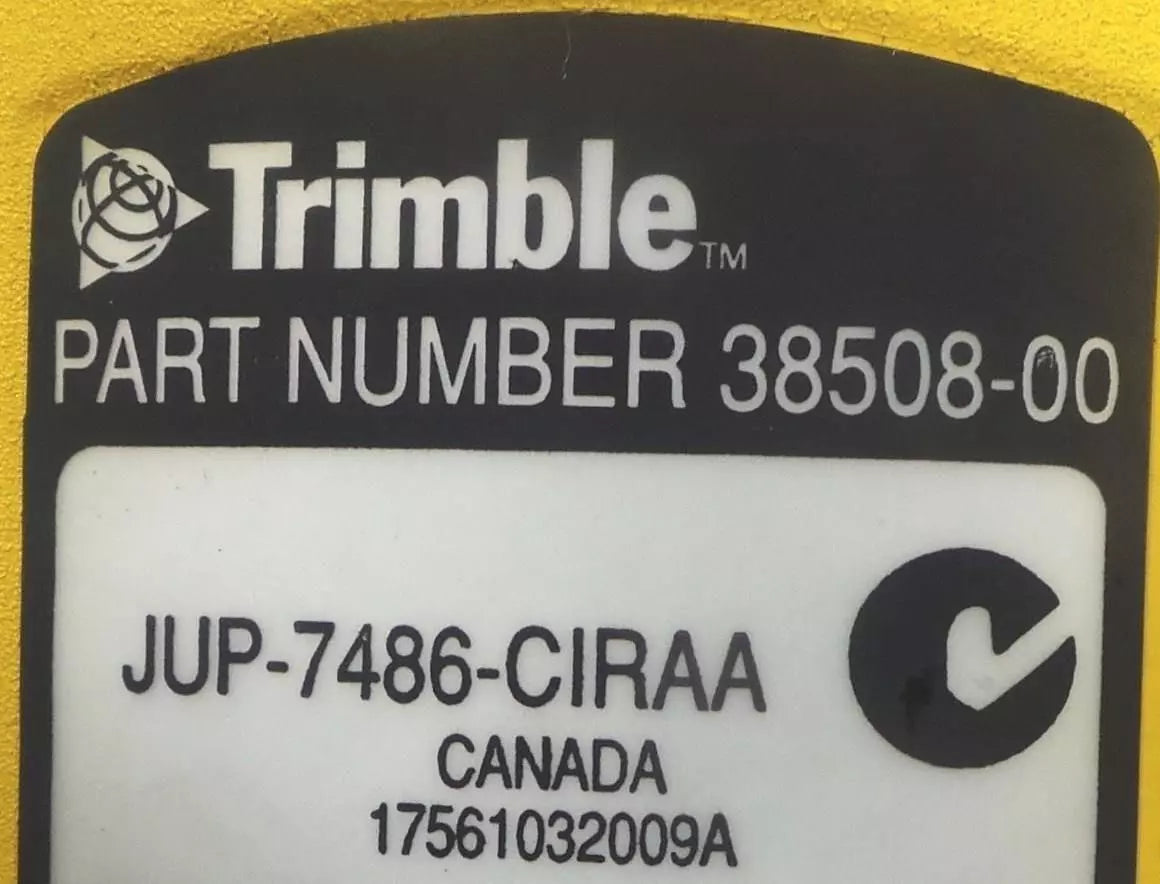 Trimble™
PART NUMBER 38508-00
JUP-7486-CIRAA
CANADA
17561032009A